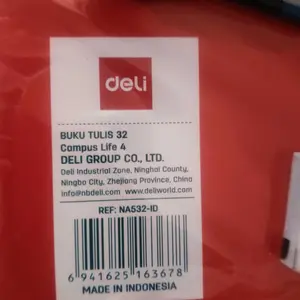 deli
BUKU TULIS 32
Campus Life 4
DELI GROUP CO., LTD.
Deli Industrial Zone, Ninghai County,
Ningbo City, Zhejiang Province, China
info@nbdeli.com www.deliworld.com
REF: NA532-ID
6 941625 163678
MADE IN INDONESIA